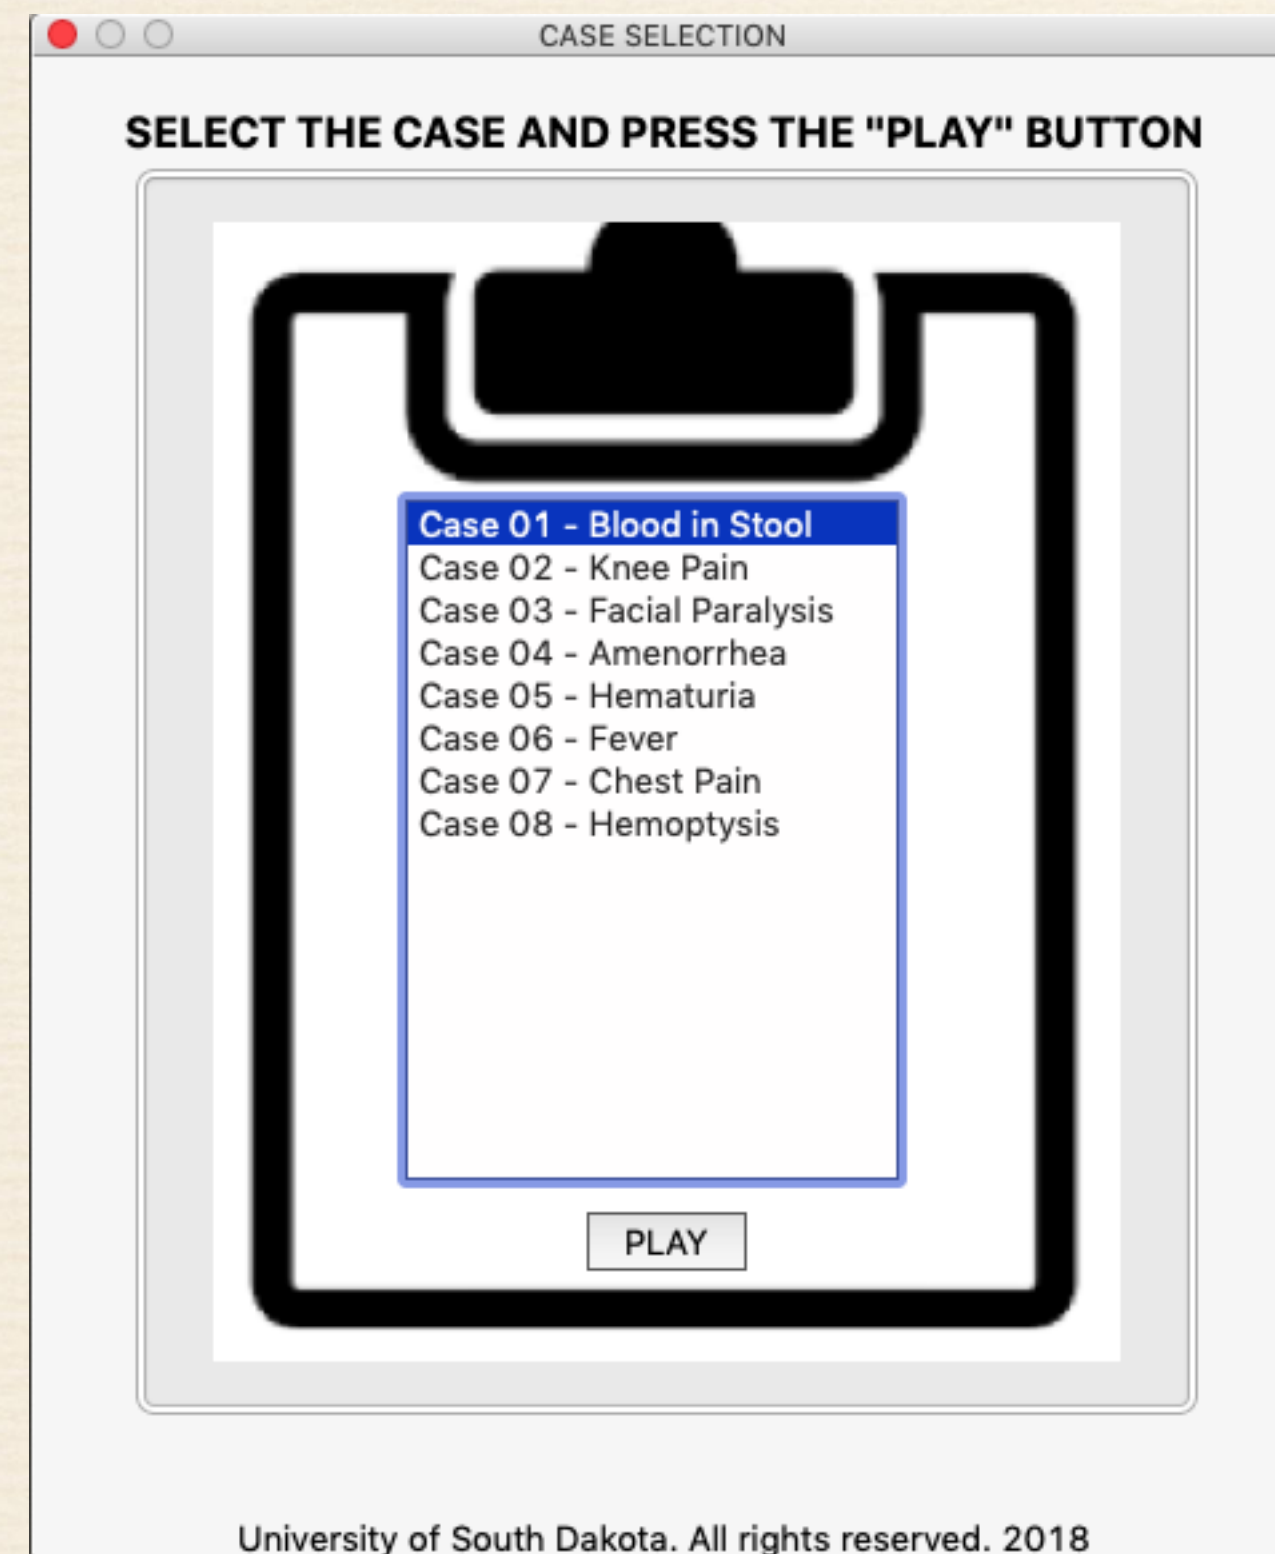 CASE SELECTION
SELECT THE CASE AND PRESS THE "PLAY" BUTTON
Case 01 - Blood in Stool
Case 02 - Knee Pain
Case 03 - Facial Paralysis
Case 04 - Amenorrhea
Case 05 - Hematuria
Case 06 - Fever
Case 07 - Chest Pain
Case 08 - Hemoptysis
PLAY
University of South Dakota. All rights reserved. 2018